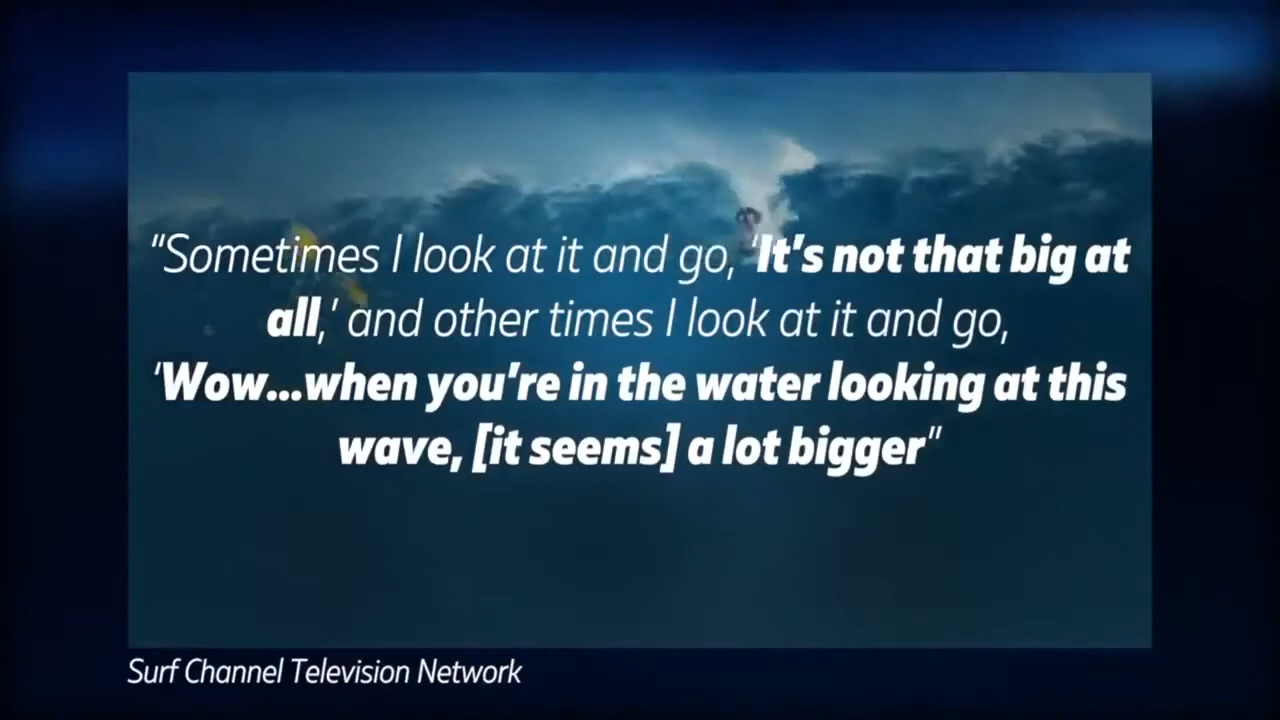 “Sometimes I look at it and go, ‘It’s not that big at
all,’ and other times I look at it and go,
‘Wow...when you’re in the water looking at this
wave, [it seems] a lot bigger”
Surf Channel Television Network